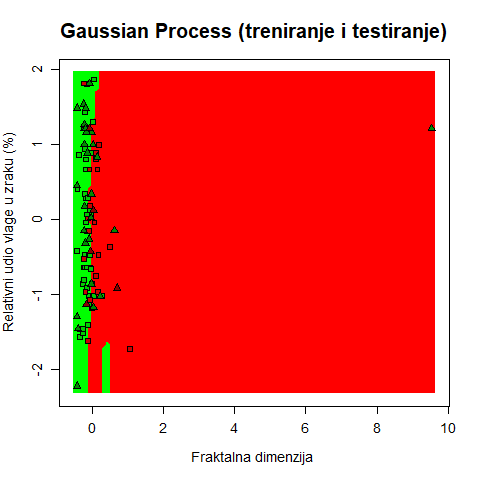 Gaussian Process (treniranje i testiranje)
Relativni udio vlage u zraku (%)
2
1
0
-1
-2
0 2 4 6 8 10
Fraktalna dimenzija